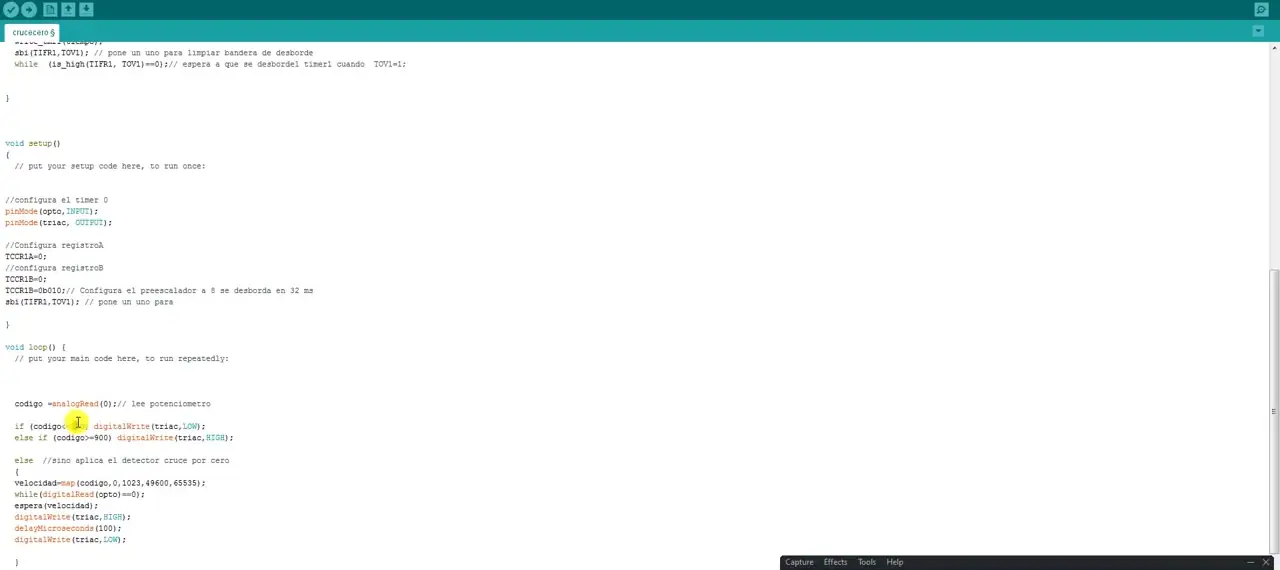 crucecero §
sbi(TIFR1,TOV1); // pone un uno para limpiar bandera de desborde
while (is_high(TIFR1, TOV1)==0);// espera a que se desbordel timer1 cuando TOV1=1;
}
void setup()
{
// put your setup code here, to run once:
//configura el timer 0
pinMode(opto,INPUT);
pinMode(triac, OUTPUT);
//Configura registroA
TCCR1A=0;
//configura registroB
TCCR1B=0;
TCCR1B=0b010;// Configura el preescalador a 8 se desborda en 32 ms
sbi(TIFR1,TOV1); // pone un uno para
}
void loop() {
// put your main code here, to run repeatedly:
codigo =analogRead(0);// lee potenciometro
if (codigo< digitalWrite(triac,LOW);
else if (codigo>=900) digitalWrite(triac,HIGH);
else //sino aplica el detector cruce por cero
{
velocidad=map(codigo,0,1023,49600,65535);
while(digitalRead(opto)==0);
espera(velocidad);
digitalWrite(triac,HIGH);
delayMicroseconds(100);
digitalWrite(triac,LOW);
}
Capture Effects Tools Help